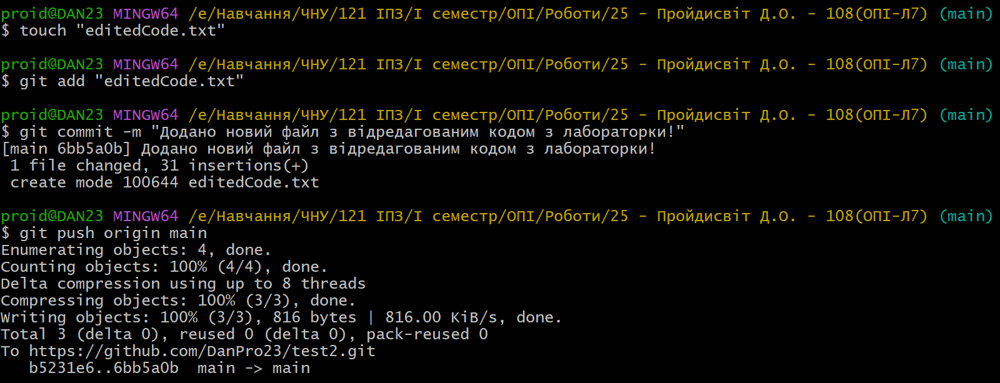 proid@DAN23 MINGW64 /e/Навчання/ЧНУ/121 ІПЗ/І семестр/ОПІ/Роботи/25 - Пройдисвіт Д.О. - 108(ОПІ-Л7) (main)
$ touch "editedCode.txt"
proid@DAN23 MINGW64 /e/Навчання/ЧНУ/121 ІПЗ/І семестр/ОПІ/Роботи/25 - Пройдисвіт Д.О. - 108(ОПІ-Л7) (main)
$ git add "editedCode.txt"
proid@DAN23 MINGW64 /e/Навчання/ЧНУ/121 ІПЗ/І семестр/ОПІ/Роботи/25 - Пройдисвіт Д.О. - 108(ОПІ-Л7) (main)
$ git commit -m "Додано новий файл з відредагованим кодом з лабораторки!"
[main 6bb5a0b] Додано новий файл з відредагованим кодом з лабораторки!
 1 file changed, 31 insertions(+)
 create mode 100644 editedCode.txt
proid@DAN23 MINGW64 /e/Навчання/ЧНУ/121 ІПЗ/І семестр/ОПІ/Роботи/25 - Пройдисвіт Д.О. - 108(ОПІ-Л7) (main)
$ git push origin main
Enumerating objects: 4, done.
Counting objects: 100% (4/4), done.
Delta compression using up to 8 threads
Compressing objects: 100% (3/3), done.
Writing objects: 100% (3/3), 816 bytes | 816.00 KiB/s, done.
Total 3 (delta 0), reused 0 (delta 0), pack-reused 0
To https://github.com/DanPro23/test2.git
   b5231e6..6bb5a0b  main -> main